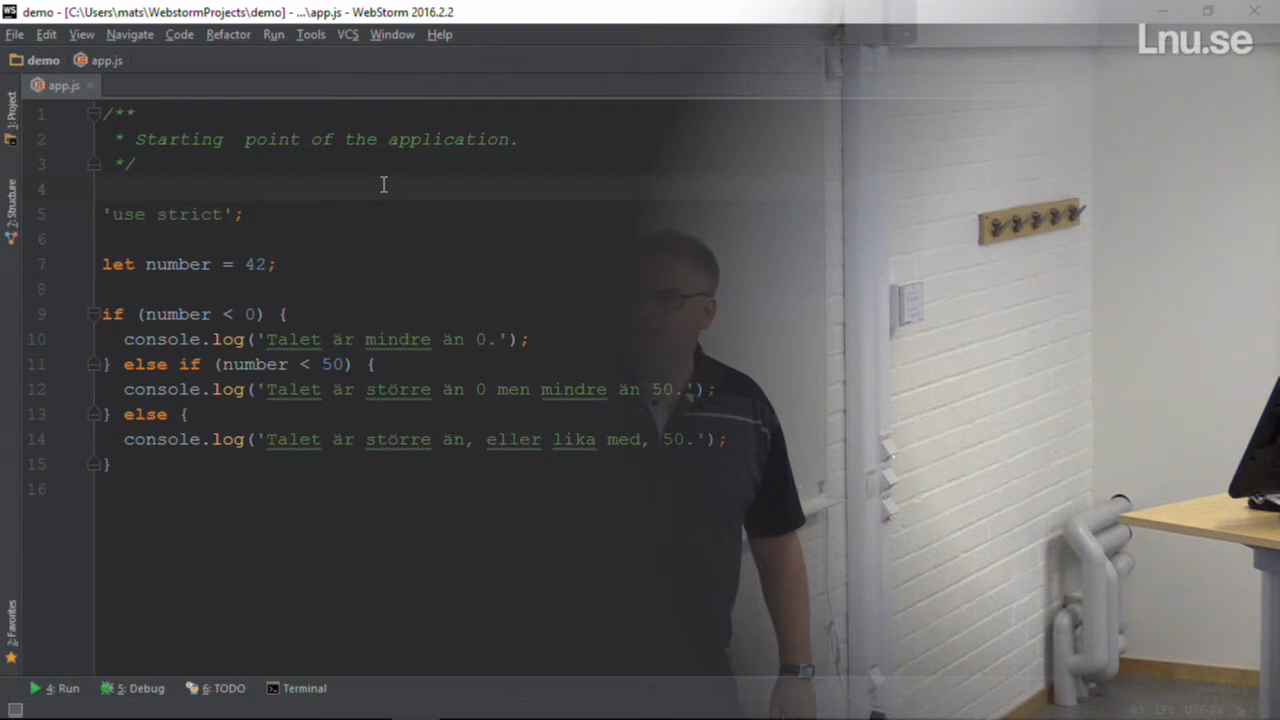 demo - [C:\Users\mats\WebstormProjects\demo] - ...\app.js - WebStorm 2016.2.2
File Edit View Navigate Code Refactor Run Tools VCS Window Help
Lnu.se
demo app.js
app.js
1: Project
7: Structure
2: Favorites
1 /**
2 * Starting  point of the application.
3 */
4
5 'use strict';
6
7 let number = 42;
8
9 if (number < 0) {
10 console.log('Talet är mindre än 0.');
11 } else if (number < 50) {
12 console.log('Talet är större än 0 men mindre än 50.');
13 } else {
14 console.log('Talet är större än, eller lika med, 50.');
15 }
16
4: Run 5: Debug 6: TODO Terminal